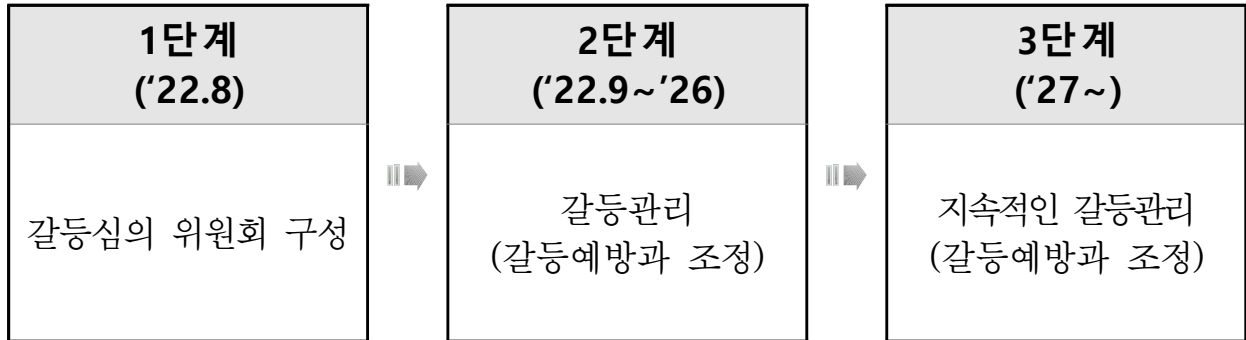 1단계
(‘22.8)
갈등심의 위원회 구성
2단계
(‘22.9~’26)
갈등관리
(갈등예방과 조정)
3단계
(‘27~)
지속적인 갈등관리
(갈등예방과 조정)